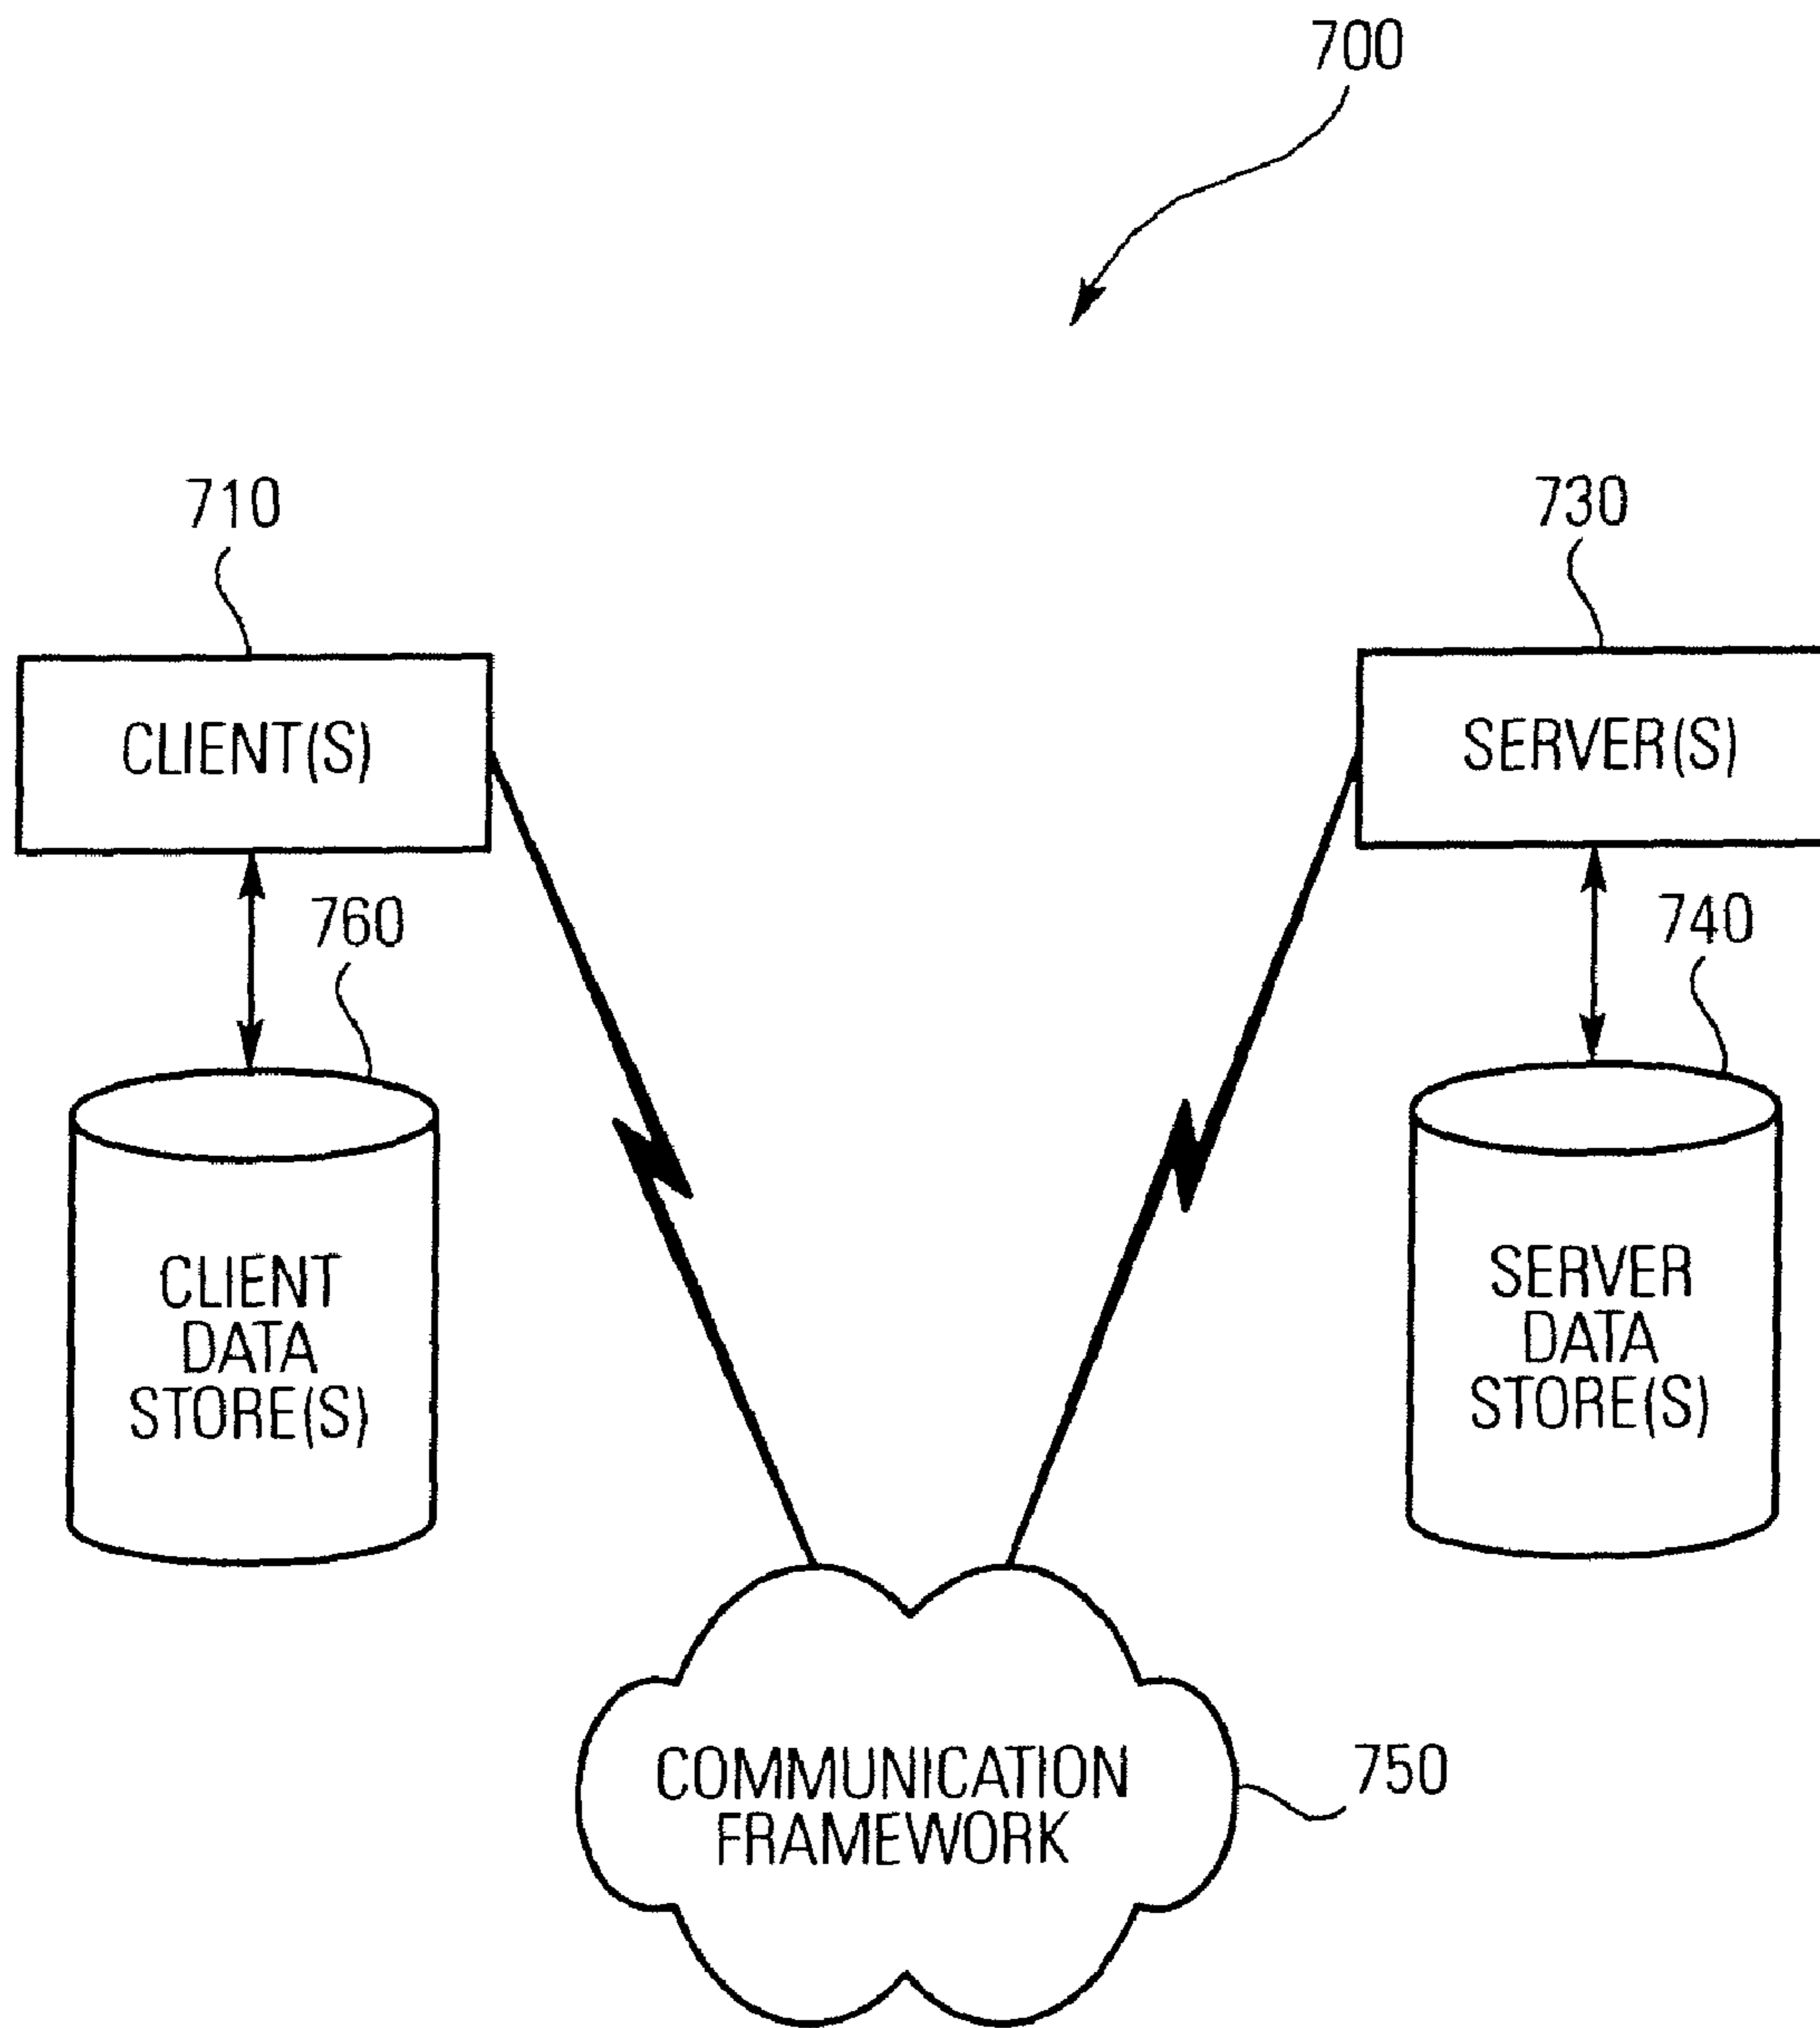 700
710
730
CLIENT(S)
SERVER(S)
760
740
CLIENT
DATA
STORE(S)
SERVER
DATA
STORE(S)
COMMUNICATION
FRAMEWORK
750